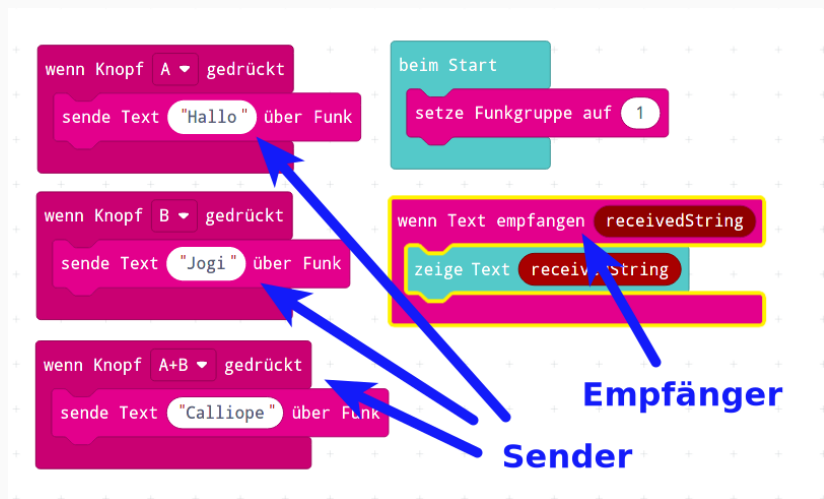 wenn Knopf A gedrückt
sende Text "Hallo" über Funk
wenn Knopf B gedrückt
sende Text "Jogi" über Funk
wenn Knopf A+B gedrückt
sende Text "Calliope" über Funk
beim Start
setze Funkgruppe auf 1
wenn Text empfangen receivedString
zeige Text receivedString
Empfänger
Sender